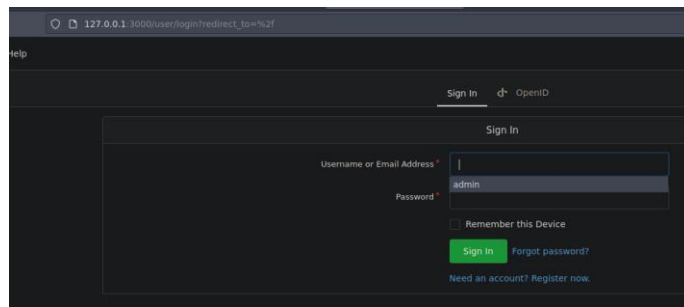 127.0.0.1:3000/user/login?redirect_to=%2f
Help
Sign In OpenID
Sign In
Username or Email Address *
admin
Password *
Remember this Device
Sign In Forgot password?
Need an account? Register now.